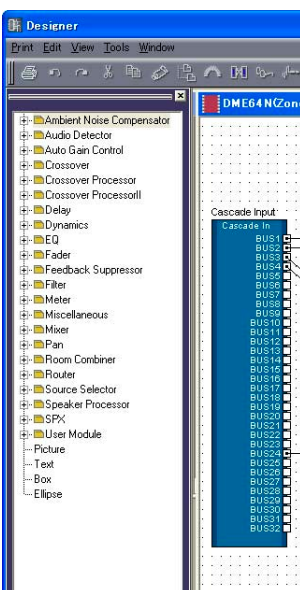 Designer
Print Edit View Tools Window
Ambient Noise Compensator
Audio Detector
Auto Gain Control
Crossover
Crossover Processor
Crossover ProcessorII
Delay
Dynamics
EQ
Fader
Feedback Suppressor
Filter
Meter
Miscellaneous
Mixer
Pan
Room Combiner
Router
Source Selector
Speaker Processor
SPX
User Module
Picture
Text
Box
Ellipse
DME64N(Zon
Cascade Input
Cascade In
BUS1
BUS2
BUS3
BUS4
BUS5
BUS6
BUS7
BUS8
BUS9
BUS10
BUS11
BUS12
BUS13
BUS14
BUS15
BUS16
BUS17
BUS18
BUS19
BUS20
BUS21
BUS22
BUS23
BUS24
BUS25
BUS26
BUS27
BUS28
BUS29
BUS30
BUS31
BUS32